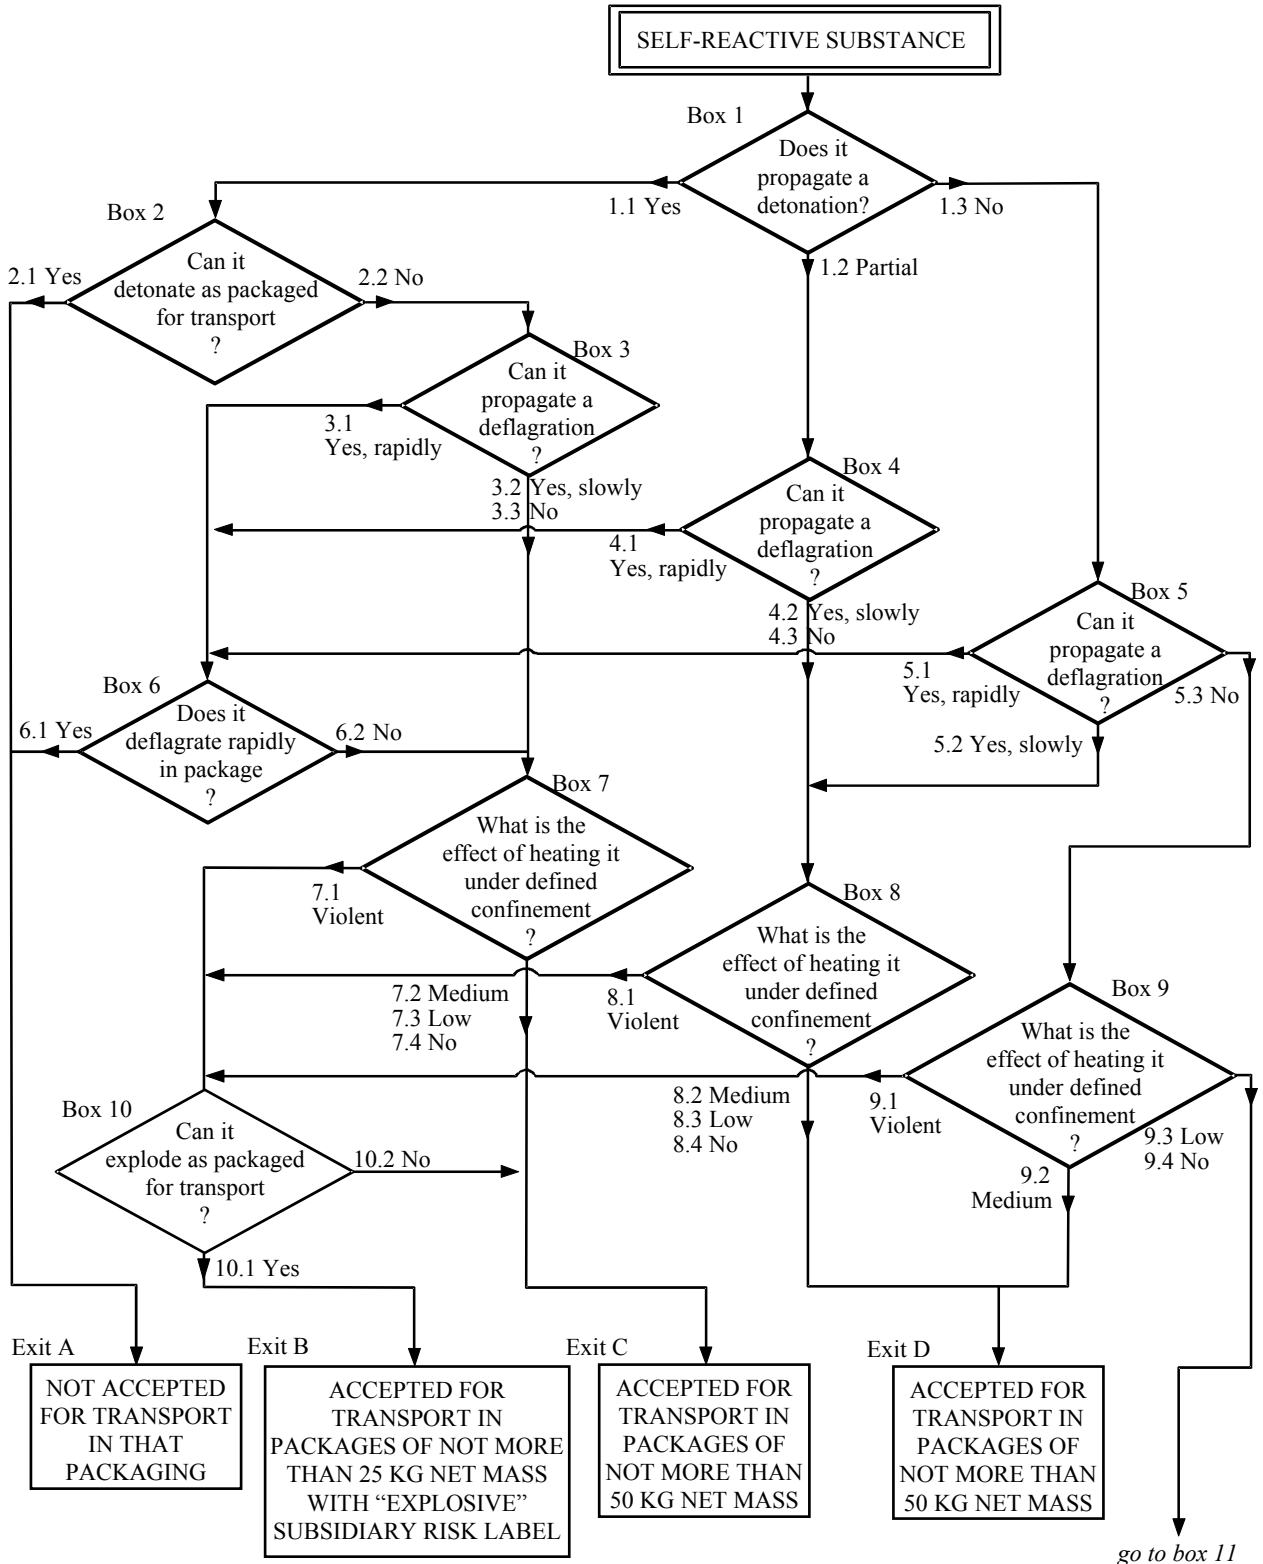 SELF-REACTIVE SUBSTANCE
Box 1
Does it
propagate a
detonation?
1.1 Yes
1.2 Partial
1.3 No
Box 2
Can it
detonate as packaged
for transport
?
2.1 Yes
2.2 No
Box 3
Can it
propagate a
deflagration
?
3.1
Yes, rapidly
3.2 Yes, slowly
3.3 No
Box 4
Can it
propagate a
deflagration
?
4.1
Yes, rapidly
4.2 Yes, slowly
4.3 No
Box 5
Can it
propagate a
deflagration
?
5.1
Yes, rapidly
5.2 Yes, slowly
5.3 No
Box 6
Does it
deflagrate rapidly
in package
?
6.1 Yes
6.2 No
Box 7
What is the
effect of heating it
under defined
confinement
?
7.1
Violent
7.2 Medium
7.3 Low
7.4 No
Box 8
What is the
effect of heating it
under defined
confinement
?
8.1
Violent
8.2 Medium
8.3 Low
8.4 No
Box 9
What is the
effect of heating it
under defined
confinement
?
9.1
Violent
9.2
Medium
9.3 Low
9.4 No
Box 10
Can it
explode as packaged
for transport
?
10.2 No
10.1 Yes
Exit A
NOT ACCEPTED
FOR TRANSPORT
IN THAT
PACKAGING
Exit B
ACCEPTED FOR
TRANSPORT IN
PACKAGES OF NOT MORE
THAN 25 KG NET MASS
WITH “EXPLOSIVE”
SUBSIDIARY RISK LABEL
Exit C
ACCEPTED FOR
TRANSPORT IN
PACKAGES OF
NOT MORE THAN
50 KG NET MASS
Exit D
ACCEPTED FOR
TRANSPORT IN
PACKAGES OF
NOT MORE THAN
50 KG NET MASS
go to box 11